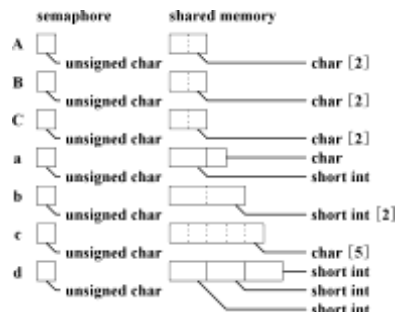 semaphore shared memory
A unsigned char char [2]
B unsigned char char [2]
C unsigned char char [2]
a unsigned char char
short int
b unsigned char short int [2]
c unsigned char char [5]
d unsigned char short int
short int
short int